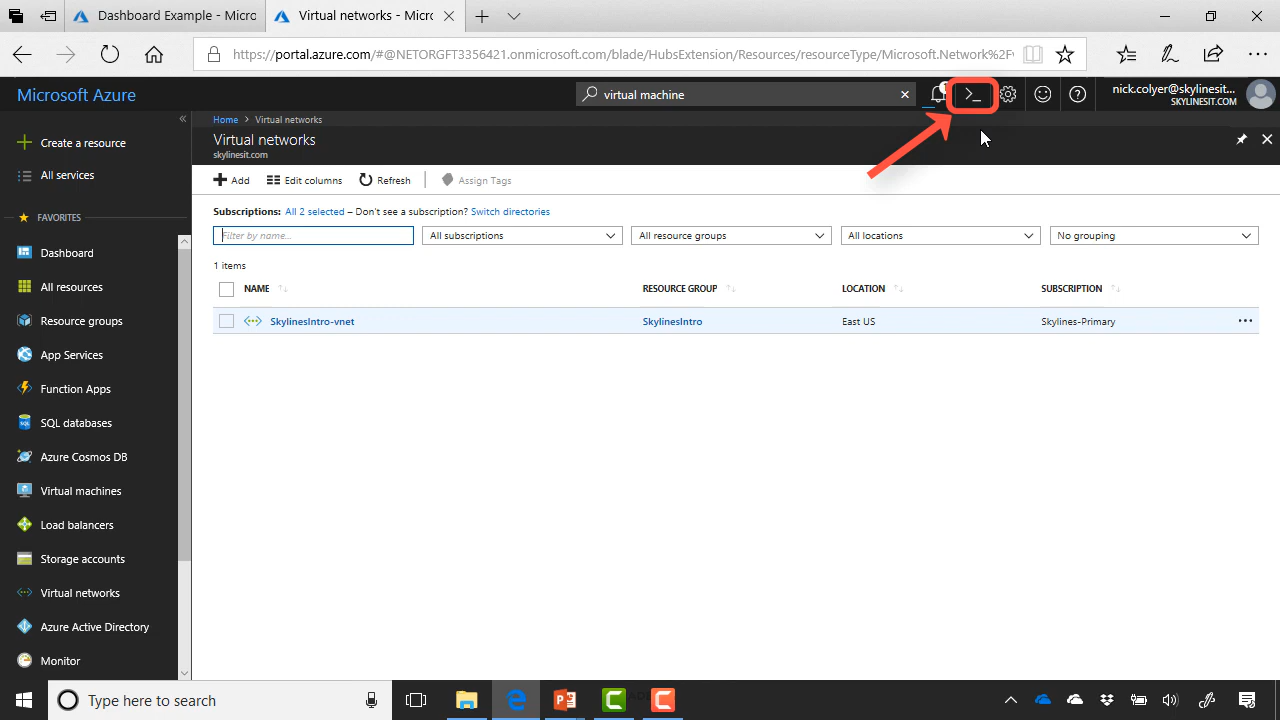 Dashboard Example - Micro
Virtual networks - Micro
https://portal.azure.com/#@NETORGFT3356421.onmicrosoft.com/blade/HubsExtension/Resources/resourceType/Microsoft.Network%2F
Microsoft Azure
virtual machine
1
nick.colyer@skylinesit...
SKYLINESIT.COM
Home > Virtual networks
Virtual networks
skylinesit.com
Create a resource
All services
FAVORITES
Dashboard
All resources
Resource groups
App Services
Function Apps
SQL databases
Azure Cosmos DB
Virtual machines
Load balancers
Storage accounts
Virtual networks
Azure Active Directory
Monitor
Add Edit columns Refresh Assign Tags
Subscriptions: All 2 selected – Don't see a subscription? Switch directories
Filter by name... All subscriptions All resource groups All locations No grouping
1 items
NAME RESOURCE GROUP LOCATION SUBSCRIPTION
SkylinesIntro-vnet SkylinesIntro East US Skylines-Primary
Type here to search